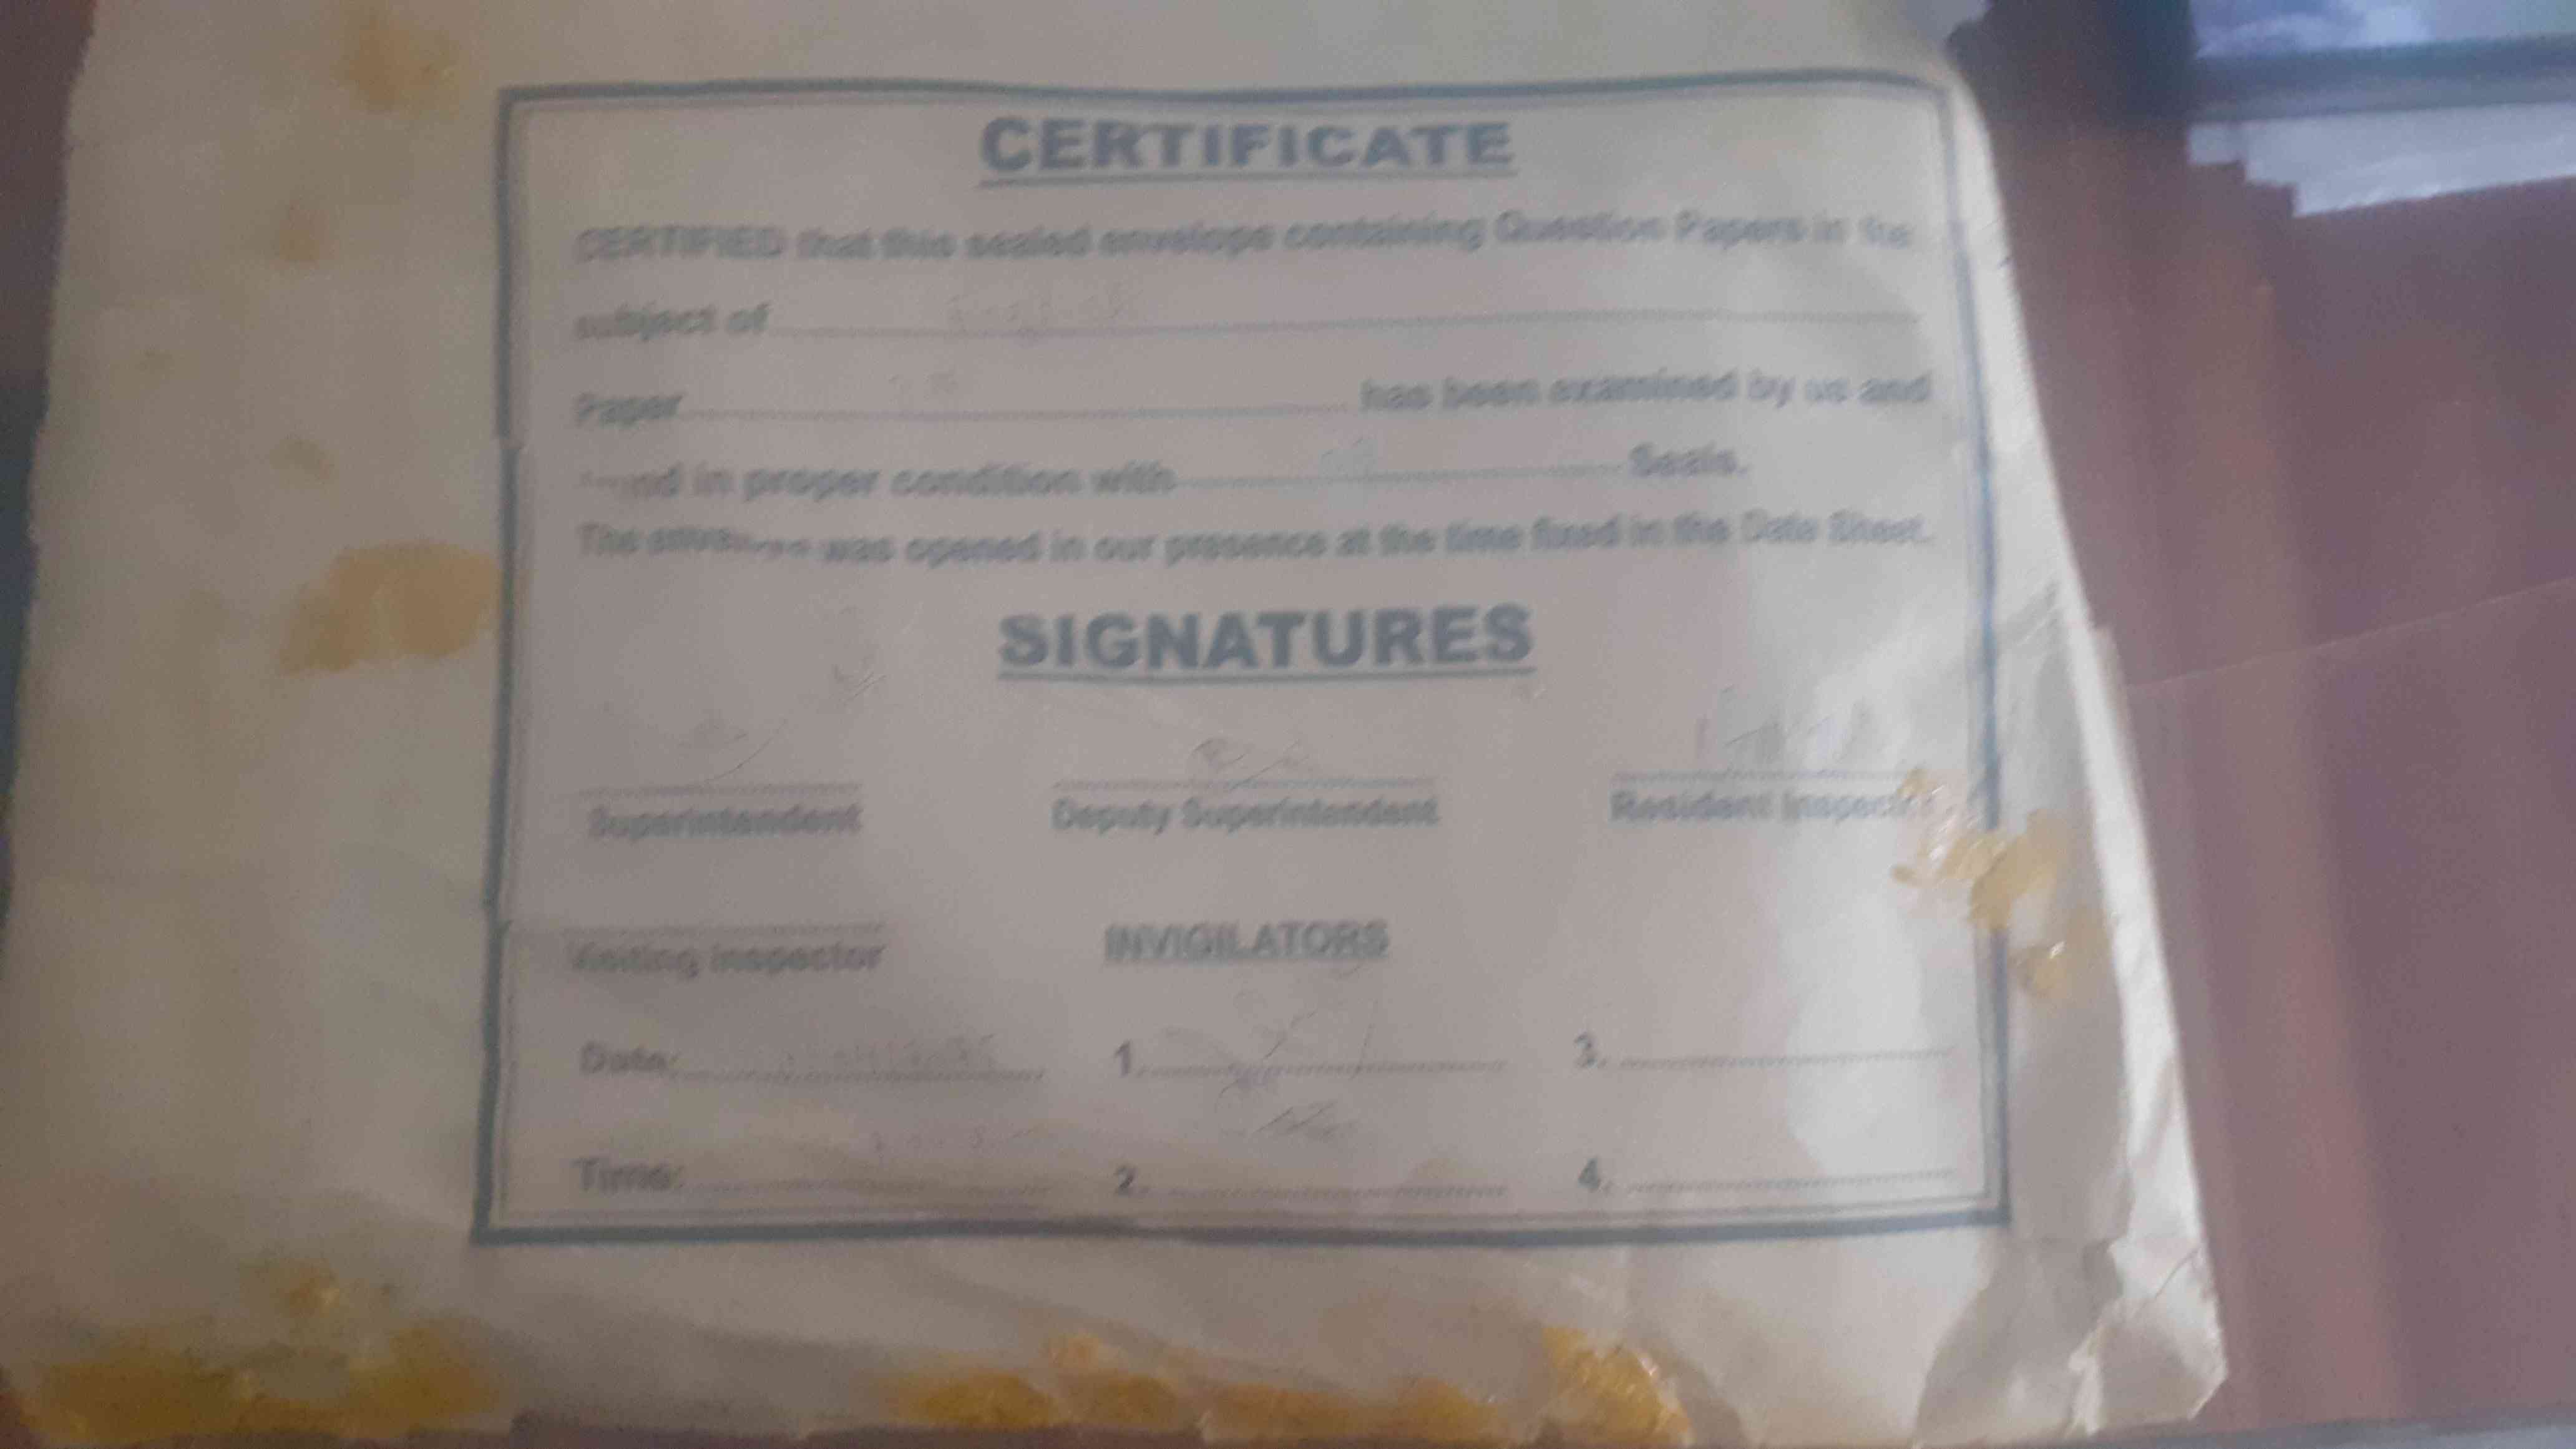 CERTIFICATE
CERTIFIED that this sealed envelope containing Question Papers in the
subject of
Paper has been examined by us and
in proper condition with Seals.
The was opened in our presence at the time fixed in the Date Sheet.
SIGNATURES
Superintendent Deputy Superintendent Resident Inspector
Visiting Inspector INVIGILATORS
Date: 1. 3.
Time: 2. 4.